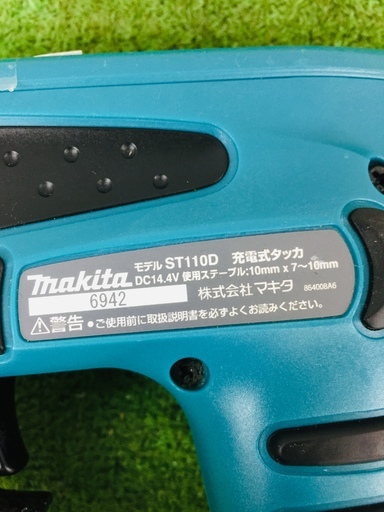 makita モデル ST110D 充電式タッカ
DC14.4V 使用ステープル:10mm x 7～10mm
6942 株式会社マキタ 864008A6
⚠警告 ・ご使用前に取扱説明書を必ずよくお読みください。